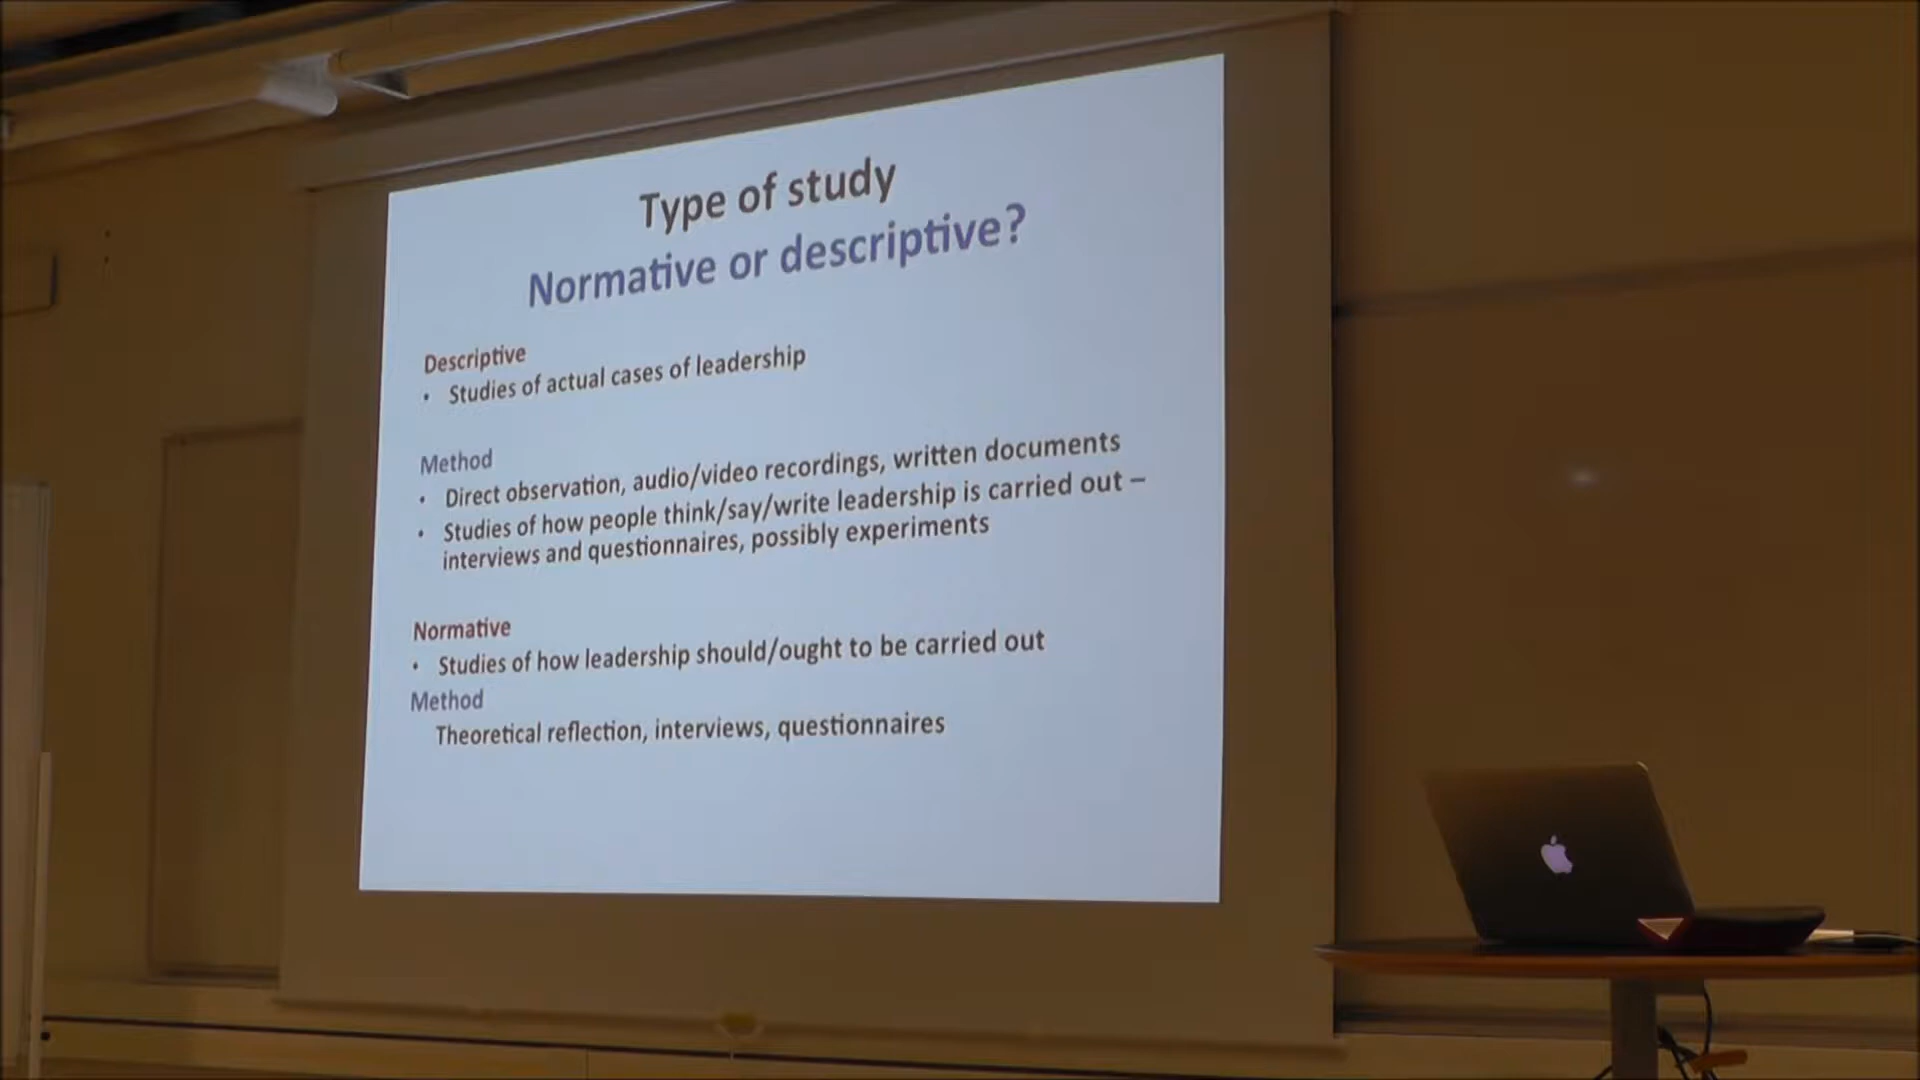 Type of study
Normative or descriptive?
Descriptive
• Studies of actual cases of leadership
Method
• Direct observation, audio/video recordings, written documents
• Studies of how people think/say/write leadership is carried out –
interviews and questionnaires, possibly experiments
Normative
• Studies of how leadership should/ought to be carried out
Method
Theoretical reflection, interviews, questionnaires